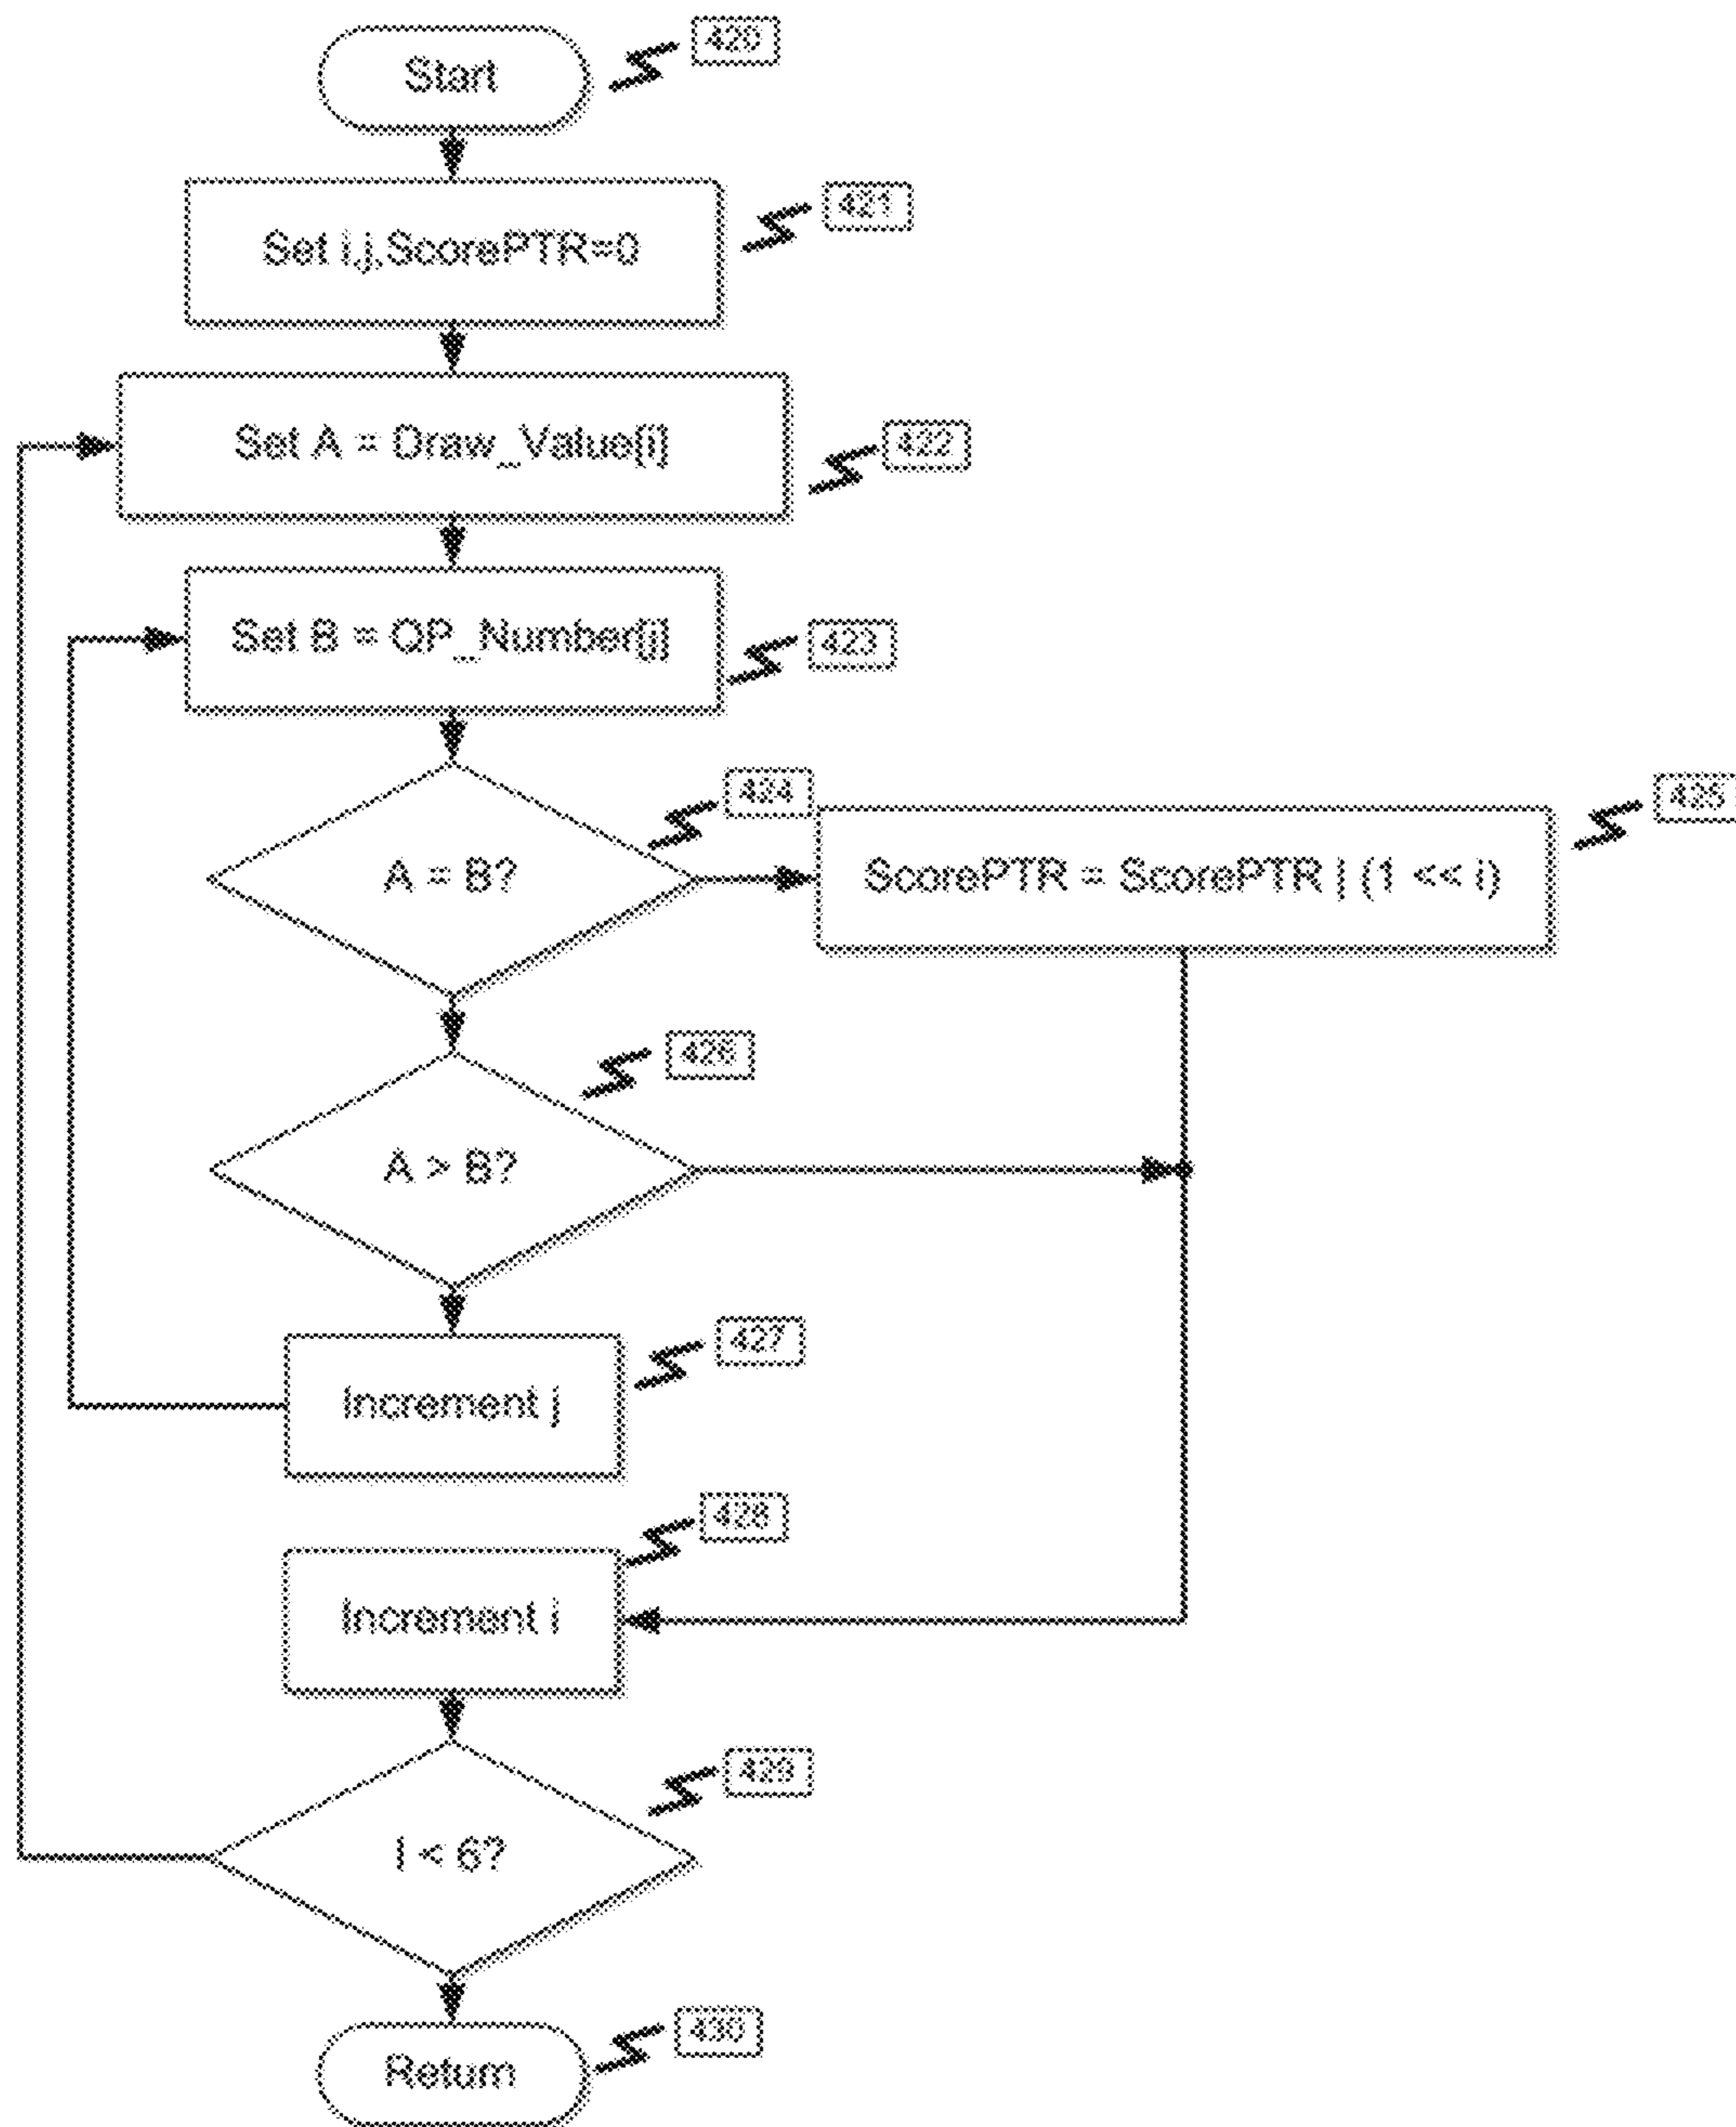 Start
420
Set i,j,ScorePTR=0
421
Set A = Draw_Value[i]
422
Set B = QP_Number[j]
423
A = B?
424
ScorePTR = ScorePTR | (1 << i)
425
A > B?
426
Increment j
427
Increment i
428
I < 6?
429
Return
430